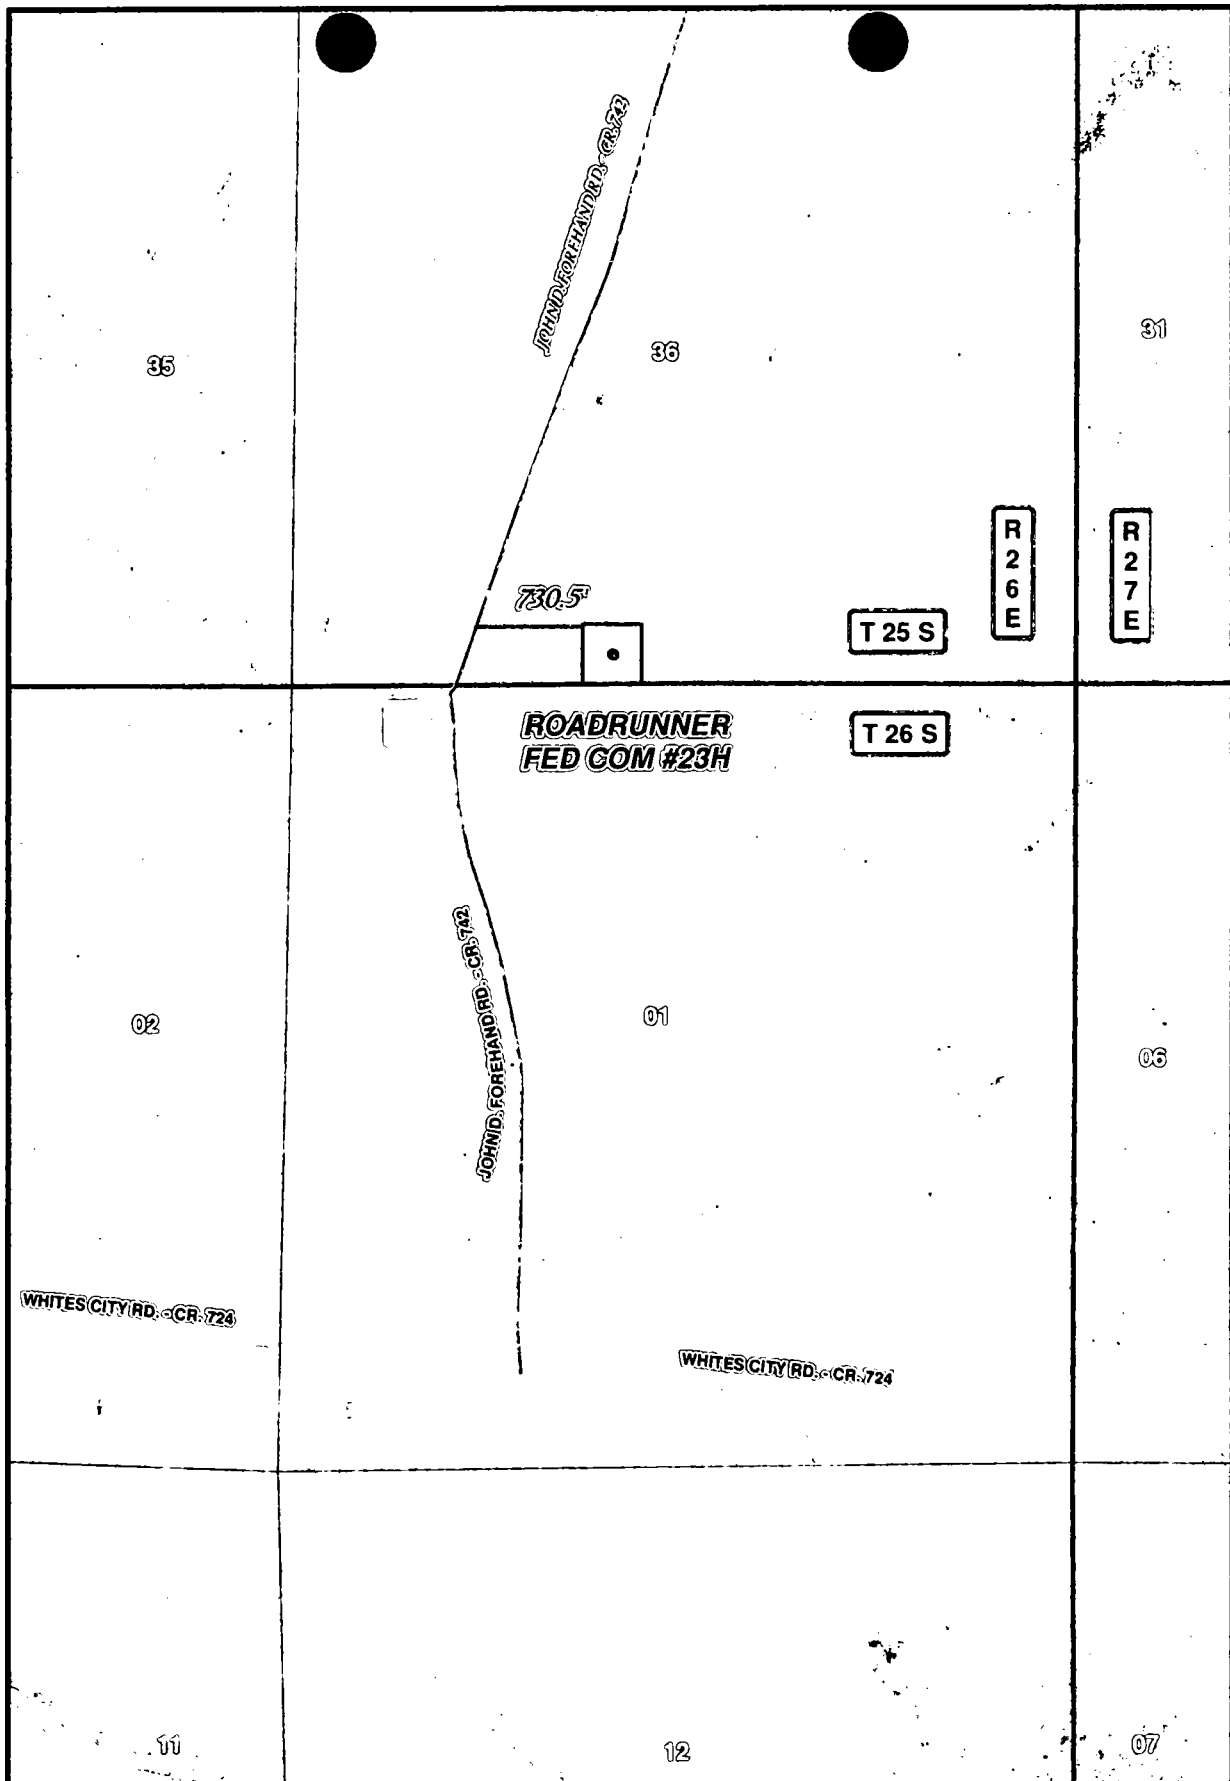 JOHN D. FOREHAND RD. - CR. 742
35
36
31
R
2
6
E
R
2
7
E
730.5'
T 25 S
ROADRUNNER
FED COM #23H
T 26 S
JOHN D. FOREHAND RD. - CR. 742
02
01
06
WHITES CITY RD. - CR. 724
WHITES CITY RD. - CR. 724
11
12
07